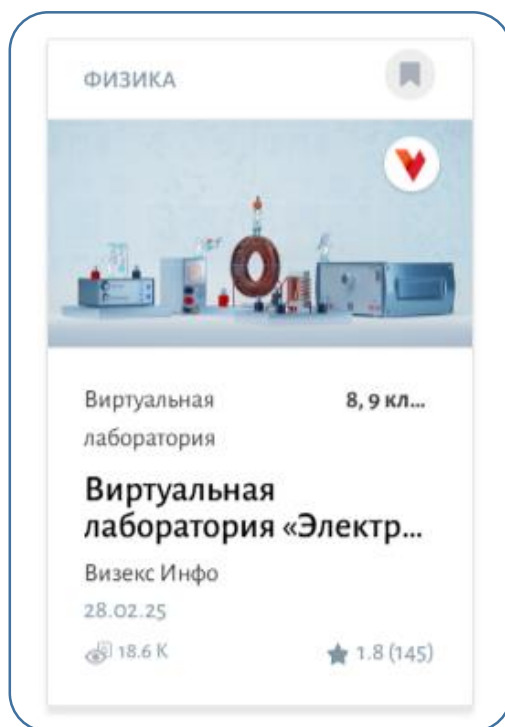 ФИЗИКА
Виртуальная 8, 9 кл...
лаборатория
Виртуальная
лаборатория «Электр...
Визекс Инфо
28.02.25
18.6 K 1.8 (145)